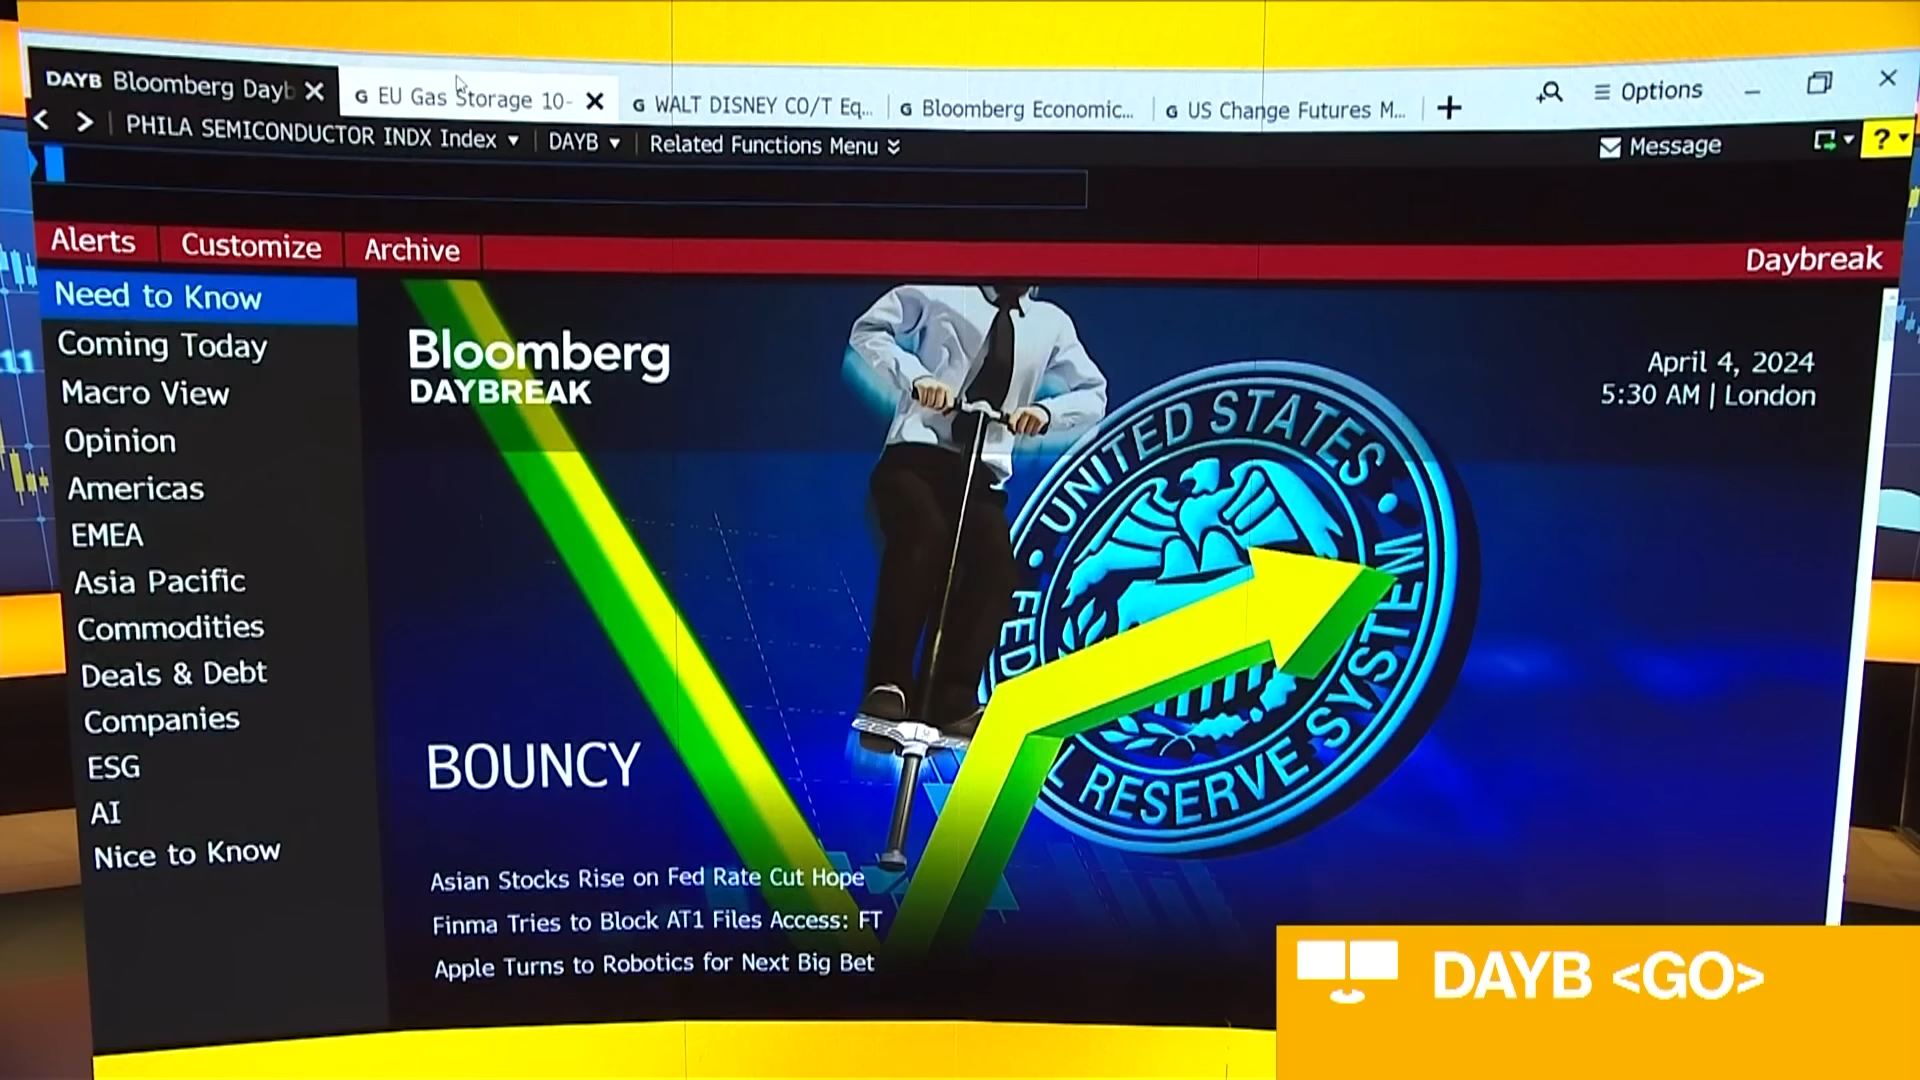 DAYB Bloomberg Dayb
G EU Gas Storage 10-
G WALT DISNEY CO/T Eq...
G Bloomberg Economic...
G US Change Futures M...
Options
PHILA SEMICONDUCTOR INDX Index
DAYB
Related Functions Menu
Message
?
Alerts
Customize
Archive
Daybreak
Need to Know
Coming Today
Macro View
Opinion
Americas
EMEA
Asia Pacific
Commodities
Deals & Debt
Companies
ESG
AI
Nice to Know
Bloomberg
DAYBREAK
April 4, 2024
5:30 AM | London
UNITED STATES
FED L RESERVE SYSTEM
BOUNCY
Asian Stocks Rise on Fed Rate Cut Hope
Finma Tries to Block AT1 Files Access: FT
Apple Turns to Robotics for Next Big Bet
11
DAYB <GO>